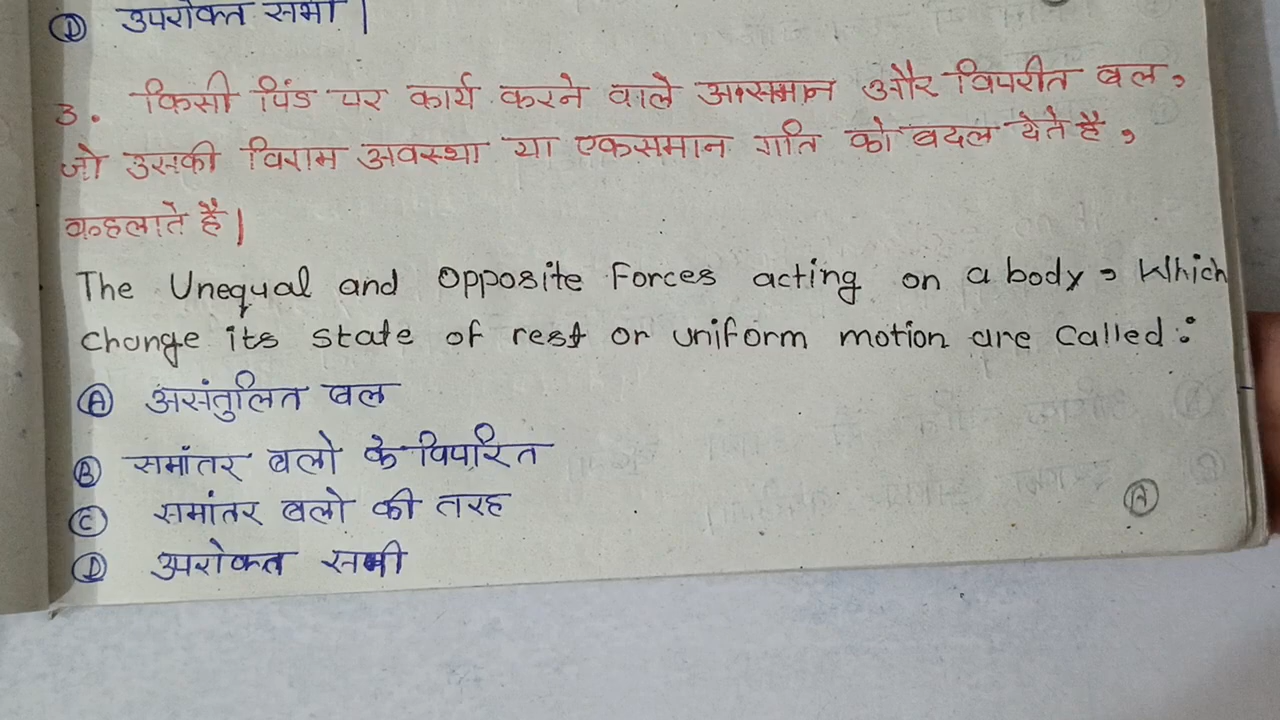 Ⓓ उपरोक्त सभी |
3. किसी पिंड पर कार्य करने वाले असमान और विपरीत बल,
जो उसकी विराम अवस्था या एकसमान गति को बदल देते है,
कहलाते है |
The Unequal and opposite Forces acting on a body, Which
change its state of rest or uniform motion are Called:
Ⓐ असंतुलित बल
Ⓑ समांतर बलो के विपरित
Ⓒ समांतर बलो की तरह
Ⓐ
Ⓓ उपरोक्त सभी